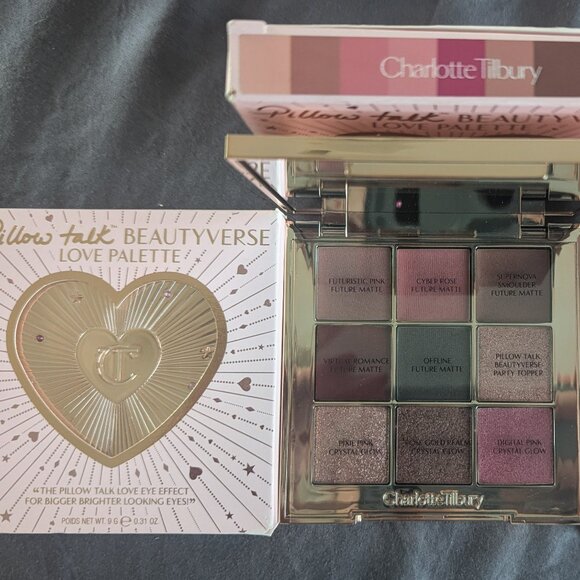 Charlotte Tilbury
Pillow talk™ BEAUTYVERSE
LOVE PALETTE
Pillow talk™ BEAUTYVERSE
LOVE PALETTE
CT
"THE PILLOW TALK LOVE EYE EFFECT
FOR BIGGER BRIGHTER LOOKING EYES!"
POIDS NET WT. 9 G ℮ 0.31 OZ.
FUTURISTIC PINK
FUTURE MATTE
CYBER ROSE
FUTURE MATTE
SUPERNOVA
SMOULDER
FUTURE MATTE
VIRTUAL ROMANCE
FUTURE MATTE
OFFLINE
FUTURE MATTE
PILLOW TALK
BEAUTYVERSE
PARTY TOPPER
PIXIE PINK
CRYSTAL GLOW
ROSE GOLD REALM
CRYSTAL GLOW
DIGITAL PINK
CRYSTAL GLOW
Charlotte Tilbury